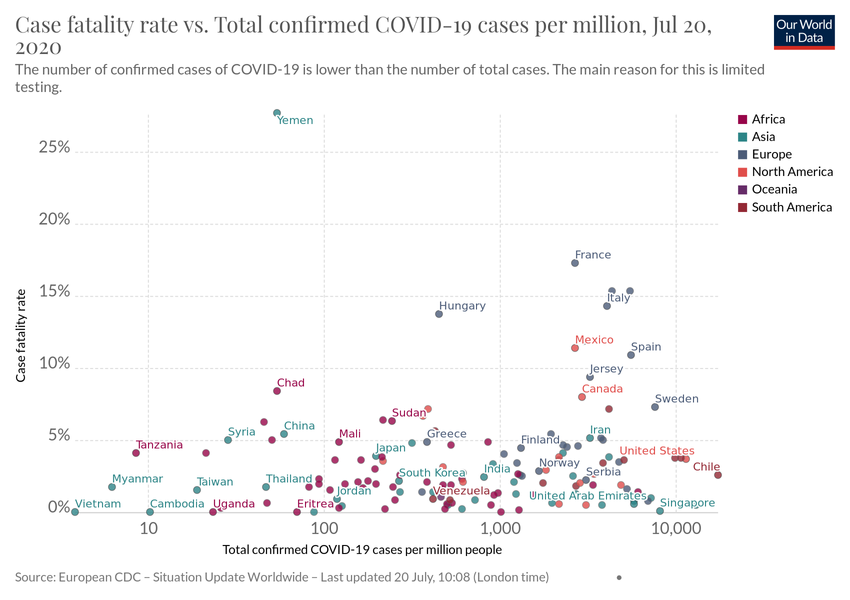 Case fatality rate vs. Total confirmed COVID-19 cases per million, Jul 20,
2020
Our World
in Data
The number of confirmed cases of COVID-19 is lower than the number of total cases. The main reason for this is limited
testing.
Yemen
Africa
Asia
25%
Europe
North America
Oceania
South America
20%
France
15%
Italy
Hungary
Mexico
Spain
10%
Jersey
Chad
Canada
Sweden
Sudan
Syria
China
Mali
Greece
Iran
5%
Tanzania
Japan
Finland
United States
Norway
Chile
Myanmar
Taiwan
Thailand
South Korea
India
Serbia
Jordan
Venezuela
United Arab Emirates
0%
Vietnam
Cambodia
Uganda
Eritrea
Singapore
Case fatality rate
10
100
1,000
10,000
Total confirmed COVID-19 cases per million people
Source: European CDC – Situation Update Worldwide – Last updated 20 July, 10:08 (London time)